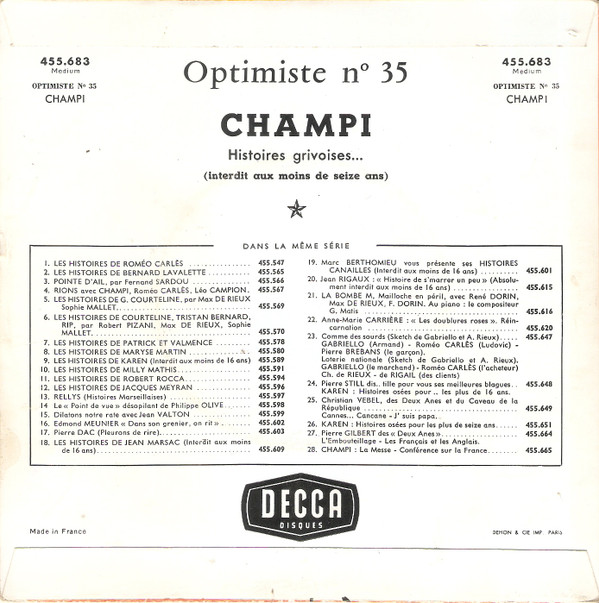 455.683
Medium
OPTIMISTE Nº 35
CHAMPI
Optimiste nº 35
CHAMPI
Histoires grivoises...
(interdit aux moins de seize ans)
455.683
Medium
OPTIMISTE Nº 35
CHAMPI
DANS LA MÊME SÉRIE
1. LES HISTOIRES DE ROMÉO CARLÈS .................. 455.547
2. LES HISTOIRES DE BERNARD LAVALETTE ............ 455.565
3. POINTE D'AIL, par Fernand SARDOU .............. 455.566
4. RIONS avec CHAMPI, Roméo CARLÈS, Léo CAMPION. 455.567
5. LES HISTOIRES DE G. COURTELINE, par Max DE RIEUX
Sophie MALLET........................... 455.569
6. LES HISTOIRES DE COURTELINE, TRISTAN BERNARD,
RIP, par Robert PIZANI, Max DE RIEUX, Sophie
MALLET................................ 455.570
7. LES HISTOIRES DE PATRICK ET VALMENCE ......... 455.578
8. LES HISTOIRES DE MARYSE MARTIN ............... 455.580
9. LES HISTOIRES DE KAREN (Interdit aux moins de 16 ans) 455.589
10. LES HISTOIRES DE MILLY MATHIS................ 455.591
11. LES HISTOIRES DE ROBERT ROCCA................ 455.594
12. LES HISTOIRES DE JACQUES MEYRAN ............. 455.596
13. RELLYS (Histoires Marseillaises) ................ 455.597
14 Le « Point de vue » désopilant de Philippe OLIVE...... 455.598
15. Dilatons notre rate avec Jean VALTON ............ 455.599
16. Edmond MEUNIER « Dans son grenier, on rit » ...... 455.602
17. Pierre DAC (Pleurons de rire)...................... 455.603
18. LES HISTOIRES DE JEAN MARSAC (Interdit aux moins
de 16 ans)............................. 455.609
19. Marc BERTHOMIEU vous présente ses HISTOIRES
CANAILLES (Interdit aux moins de 16 ans) .......... 455.601
20. Jean RIGAUX : « Histoire de s'marrer un peu » (Absolu-
ment interdit aux moins de 16 ans) .............. 455.615
21. LA BOMBE M, Mailloche en péril, avec René DORIN,
Max DE RIEUX, F. DORIN. Au piano : le compositeur
G. Matis ........................... 455.616
22. Anne-Marie CARRIÈRE : « Les doublures roses ». Réin-
carnation ........................... 455.620
23. Comme des sourds (Sketch de Gabriello et A. Rieux)..... 455.647
GABRIELLO (Armand) - Roméo CARLÈS (Ludovic) -
Pierre BREBANS (le garçon).
Loterie nationale (Sketch de Gabriello et A. Rieux).
GABRIELLO (le marchand) - Roméo CARLÈS (l'acheteur)
Ch. de RIEUX - de RIGAIL (des clients)
24. Pierre STILL dis.. tille pour vous ses meilleures blagues.. 455.648
KAREN : Histoires osées pour .. les plus de 16 ans.
25. Christian VEBEL, des Deux Anes et du Caveau de la
République ........................... 455.649
Cannes... Cancane - J' suis papa.
26. KAREN : Histoires osées pour les plus de seize ans...... 455.651
27. Pierre GILBERT des « Deux Anes »................ 455.664
L'Embouteillage - Les Français et les Anglais.
28. CHAMPI : La Messe - Conférence sur la France....... 455.665
DECCA
DISQUES
Made in France
DEHON & CIE IMP. PARIS